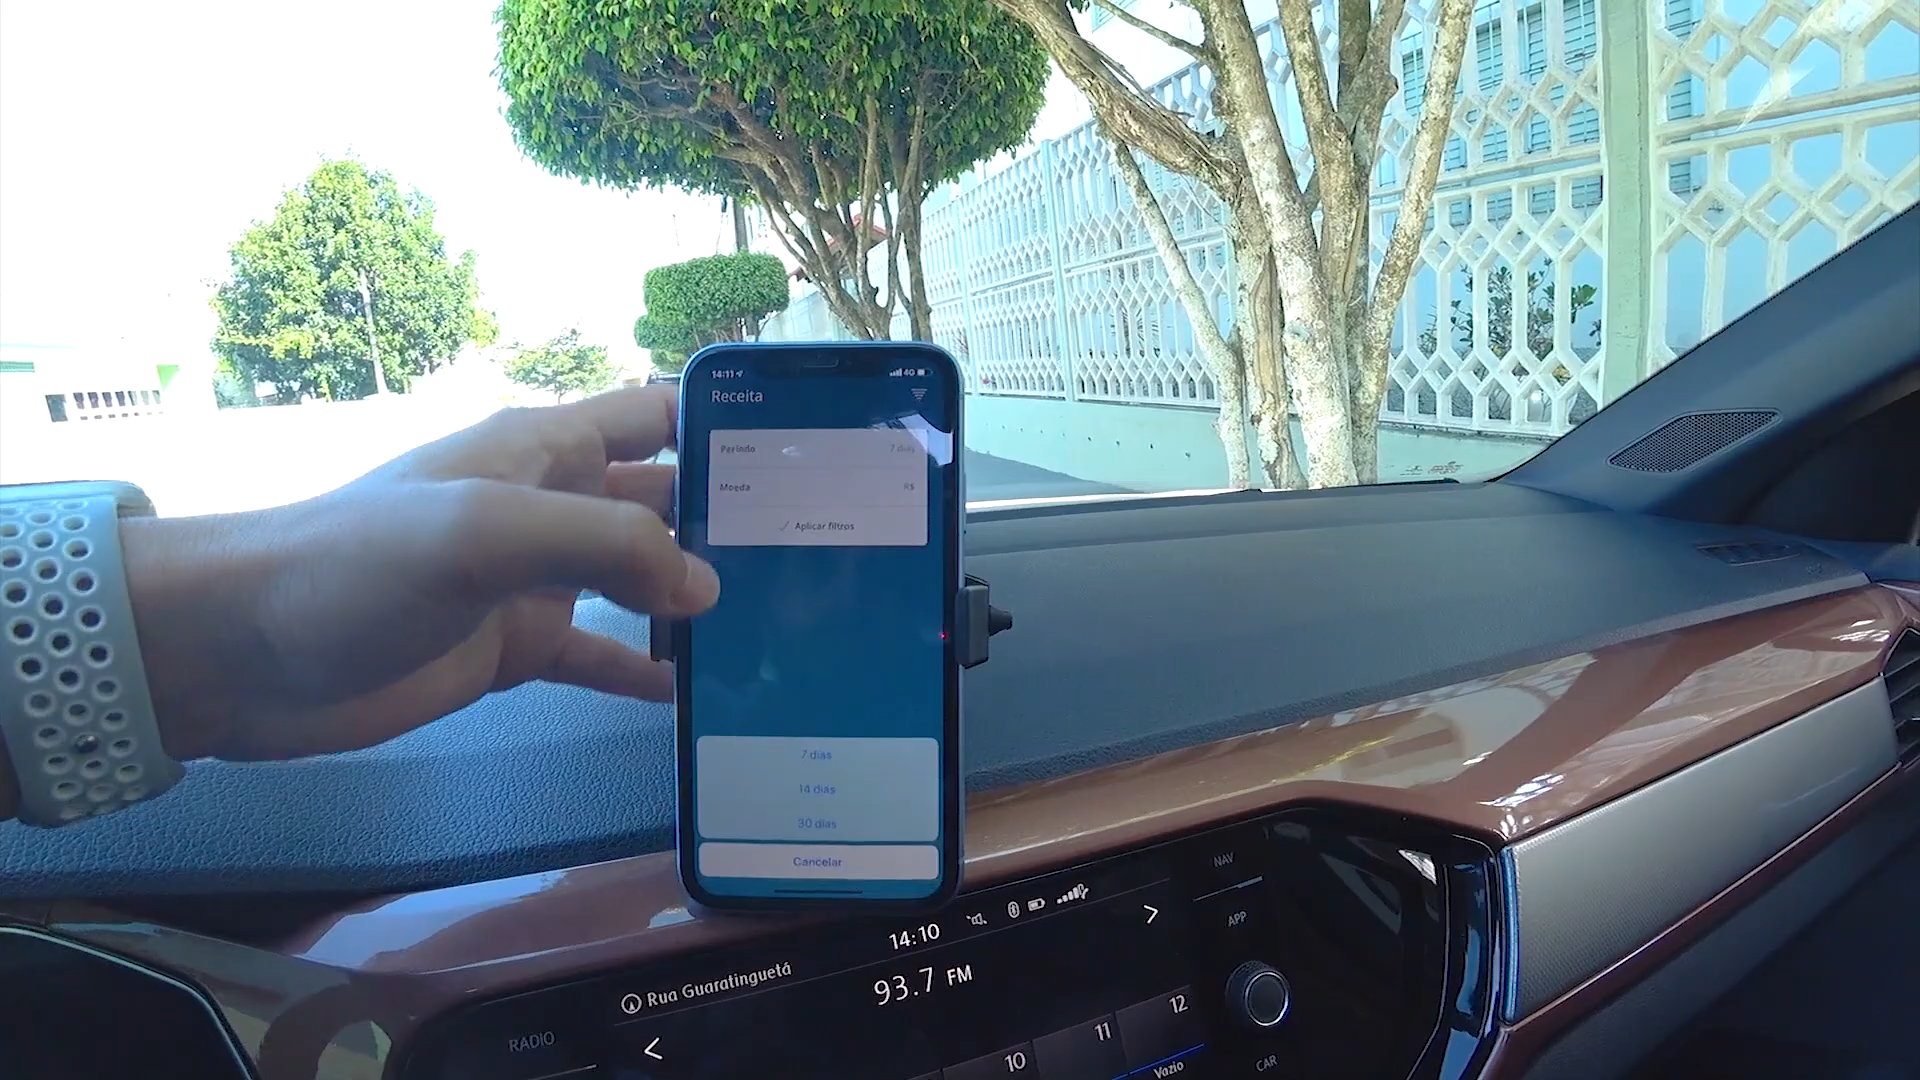 14:11
4G
Receita
Período 7 dias
Moeda R$
✓ Aplicar filtros
7 dias
14 dias
30 dias
Cancelar
NAV
14:10
APP
Rua Guaratinguetá
93.7 FM
RADIO
<
>
10
11
12
Vazio
CAR